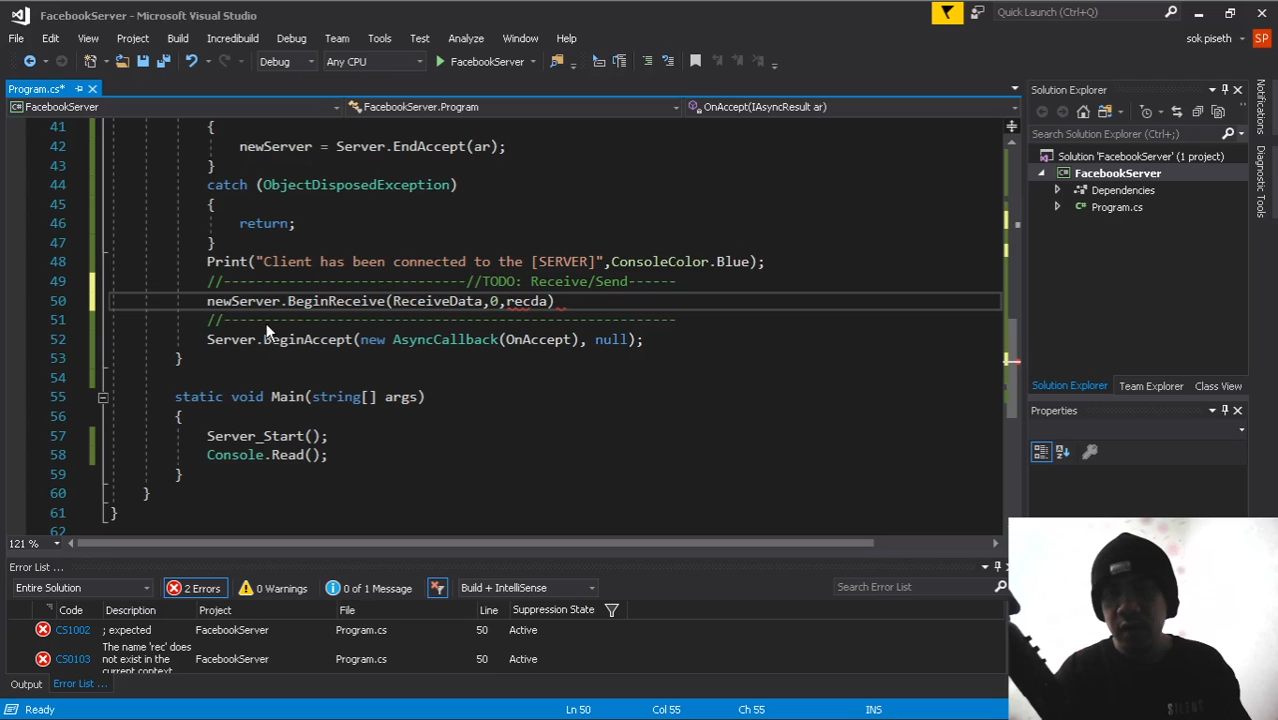 FacebookServer - Microsoft Visual Studio
Quick Launch (Ctrl+Q)
File Edit View Project Build Incredibuild Debug Team Tools Test Analyze Window Help
sok piseth
SP
Debug Any CPU FacebookServer
Program.cs*
FacebookServer FacebookServer.Program OnAccept(IAsyncResult ar)
41 {
42 newServer = Server.EndAccept(ar);
43 }
44 catch (ObjectDisposedException)
45 {
46 return;
47 }
48 Print("Client has been connected to the [SERVER]",ConsoleColor.Blue);
49 //------------------------------//TODO: Receive/Send------
50 newServer.BeginReceive(ReceiveData,0,recda)
51 //--------------------------------------------------------
52 Server.BeginAccept(new AsyncCallback(OnAccept), null);
53 }
54
55 static void Main(string[] args)
56 {
57 Server_Start();
58 Console.Read();
59 }
60 }
61 }
62
121 %
Solution Explorer
Search Solution Explorer (Ctrl+;)
Solution 'FacebookServer' (1 project)
FacebookServer
Dependencies
Program.cs
Solution Explorer Team Explorer Class View
Properties
Notifications
Diagnostic Tools
Error List ...
Entire Solution 2 Errors 0 Warnings 0 of 1 Message Build + IntelliSense Search Error List
Code Description Project File Line Suppression State
CS1002 ; expected FacebookServer Program.cs 50 Active
CS0103 The name 'rec' does not exist in the current context FacebookServer Program.cs 50 Active
Output Error List ...
Ready Ln 50 Col 55 Ch 55 INS